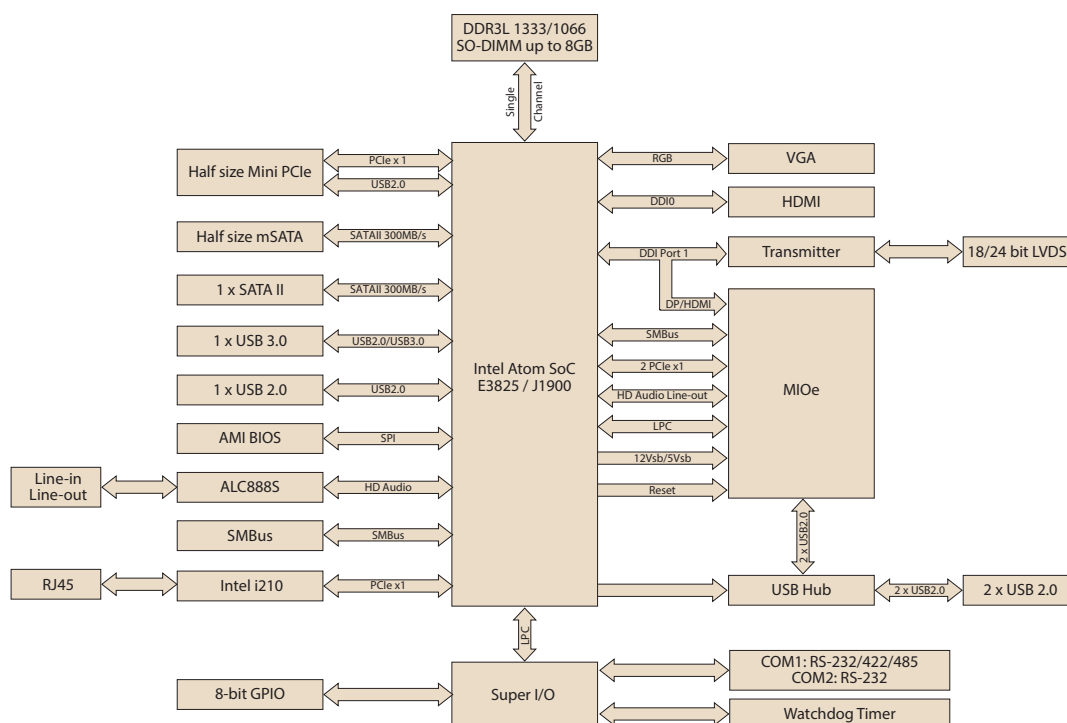 DDR3L 1333/1066
SO-DIMM up to 8GB
Single
Channel
Half size Mini PCIe
PCIe x 1
USB2.0
Half size mSATA
SATAII 300MB/s
1 x SATA II
SATAII 300MB/s
1 x USB 3.0
USB2.0/USB3.0
1 x USB 2.0
USB2.0
AMI BIOS
SPI
Line-in
Line-out
ALC888S
HD Audio
SMBus
SMBus
RJ45
Intel i210
PCIe x1
Intel Atom SoC
E3825 / J1900
RGB
VGA
DDI0
HDMI
DDI Port 1
Transmitter
18/24 bit LVDS
DP/HDMI
SMBus
2 PCIe x1
HD Audio Line-out
LPC
12Vsb/5Vsb
Reset
MIOe
2 x USB2.0
USB Hub
2 x USB2.0
2 x USB 2.0
LPC
8-bit GPIO
Super I/O
COM1: RS-232/422/485
COM2: RS-232
Watchdog Timer